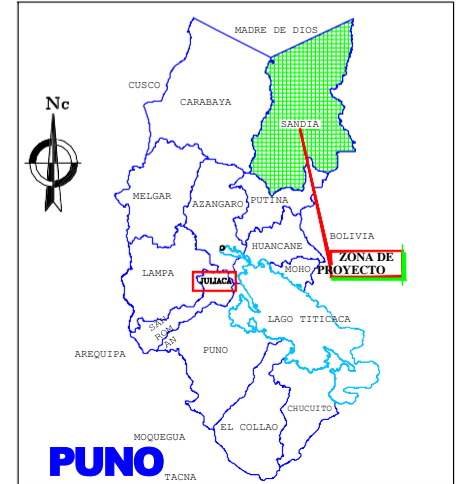 MADRE DE DIOS
CUSCO
CARABAYA
Nc
SANDIA
MELGAR
AZANGARO
PUTINA
BOLIVIA
HUANCANE
ZONA DE
PROYECTO
MOHO
LAMPA
JULIACA
LAGO TITICACA
SAN
ROM
AN
PUNO
AREQUIPA
CHUCUITO
EL COLLAO
MOQUEGUA
PUNO
TACNA